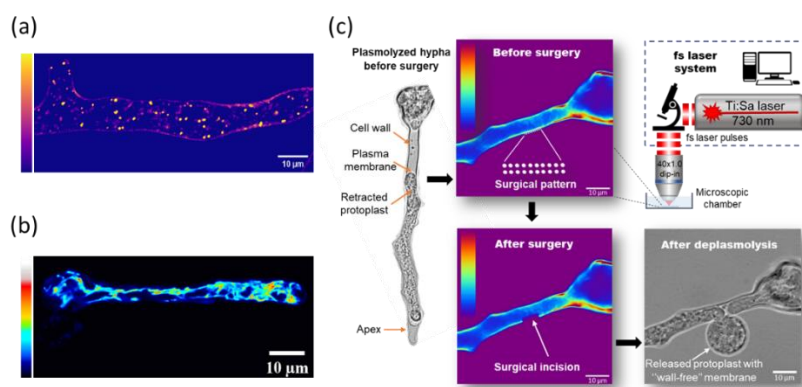 (a)
10 µm
(b)
10 µm
(c)
Plasmolyzed hypha
before surgery
Cell wall
Plasma
membrane
Retracted
protoplast
Apex
Before surgery
Surgical pattern
10 µm
fs laser
system
Ti:Sa laser
730 nm
fs laser pulses
40x1.0
dip-in
Microscopic
chamber
After surgery
Surgical incision
10 µm
After deplasmolysis
Released protoplast with
"wall-free" membrane
10 µm